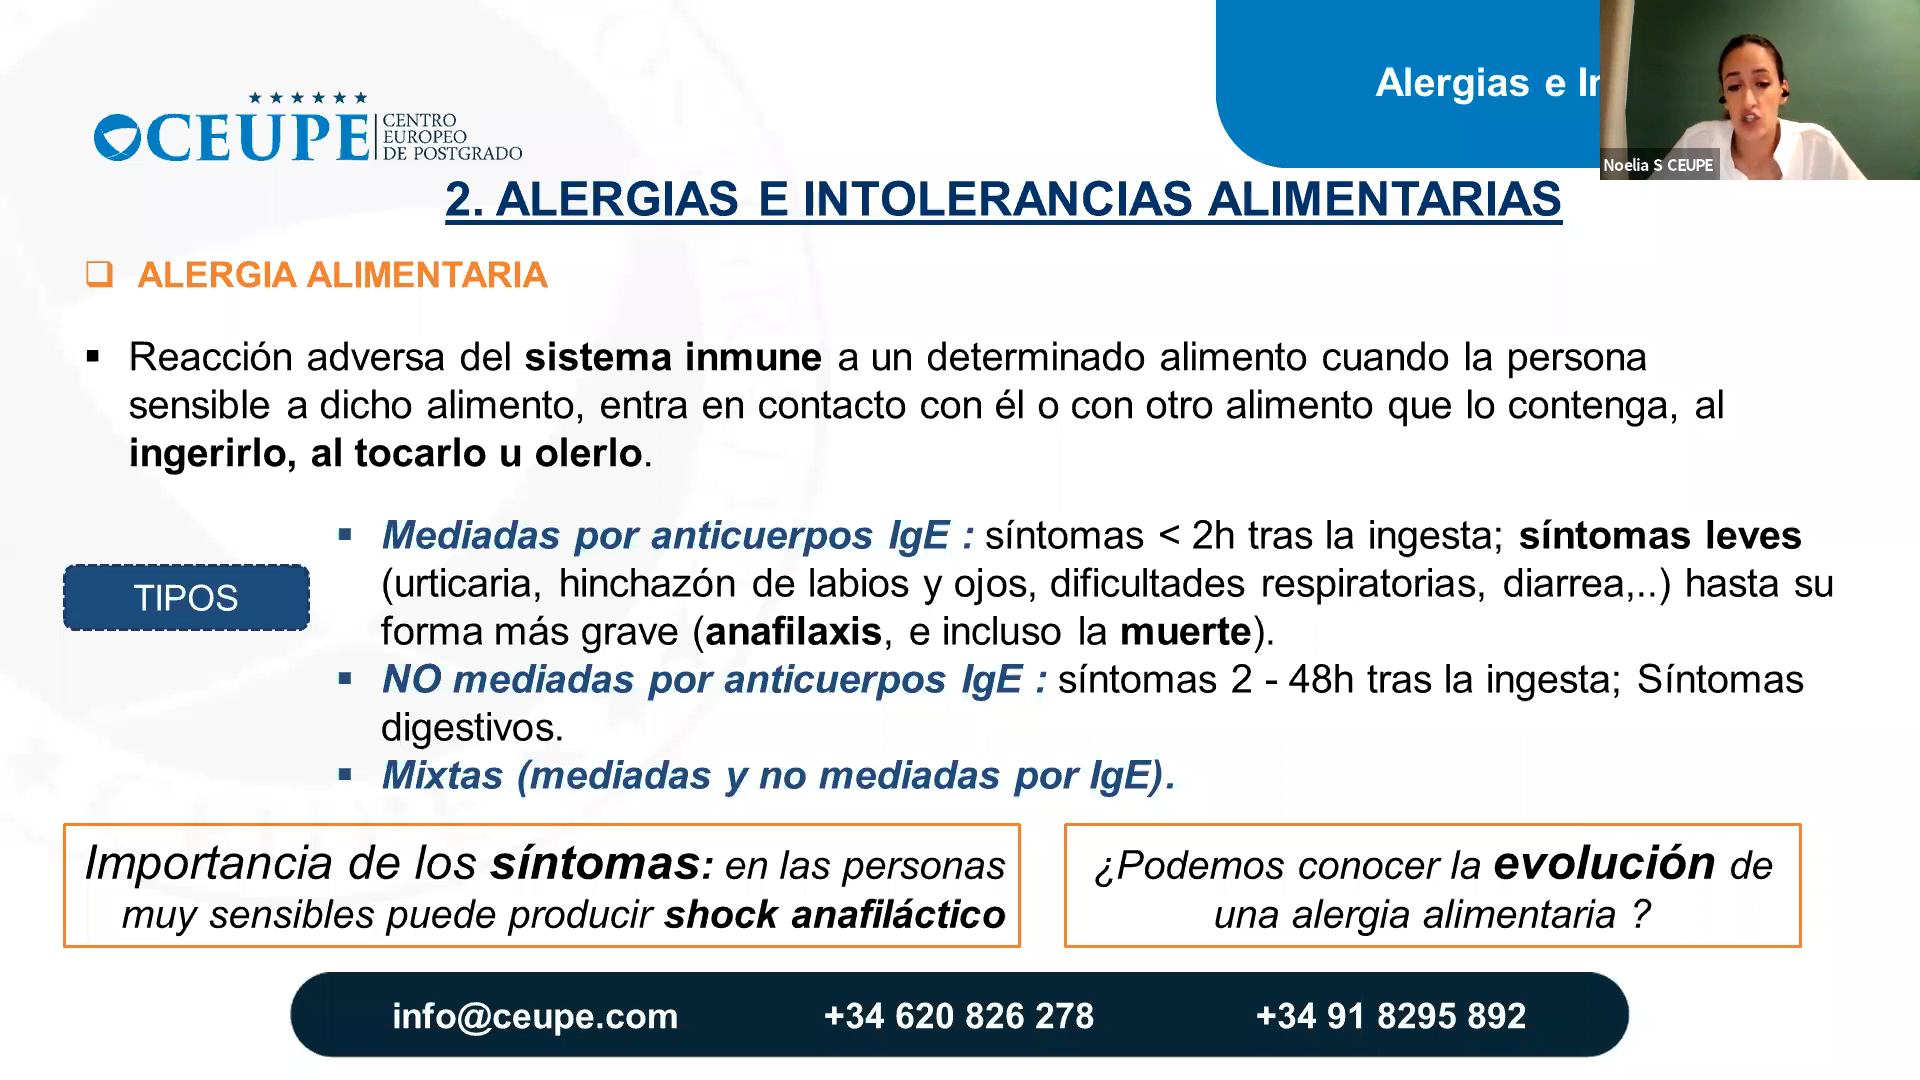 ★★★★★★
CEUPE
CENTRO
EUROPEO
DE POSTGRADO
Alergias e
Noelia S CEUPE
2. ALERGIAS E INTOLERANCIAS ALIMENTARIAS
❑ ALERGIA ALIMENTARIA
▪ Reacción adversa del sistema inmune a un determinado alimento cuando la persona
sensible a dicho alimento, entra en contacto con él o con otro alimento que lo contenga, al
ingerirlo, al tocarlo u olerlo.
TIPOS
▪ Mediadas por anticuerpos IgE : síntomas < 2h tras la ingesta; síntomas leves
(urticaria, hinchazón de labios y ojos, dificultades respiratorias, diarrea,..) hasta su
forma más grave (anafilaxis, e incluso la muerte).
▪ NO mediadas por anticuerpos IgE : síntomas 2 - 48h tras la ingesta; Síntomas
digestivos.
▪ Mixtas (mediadas y no mediadas por IgE).
Importancia de los síntomas: en las personas
muy sensibles puede producir shock anafiláctico
¿Podemos conocer la evolución de
una alergia alimentaria ?
info@ceupe.com
+34 620 826 278
+34 91 8295 892